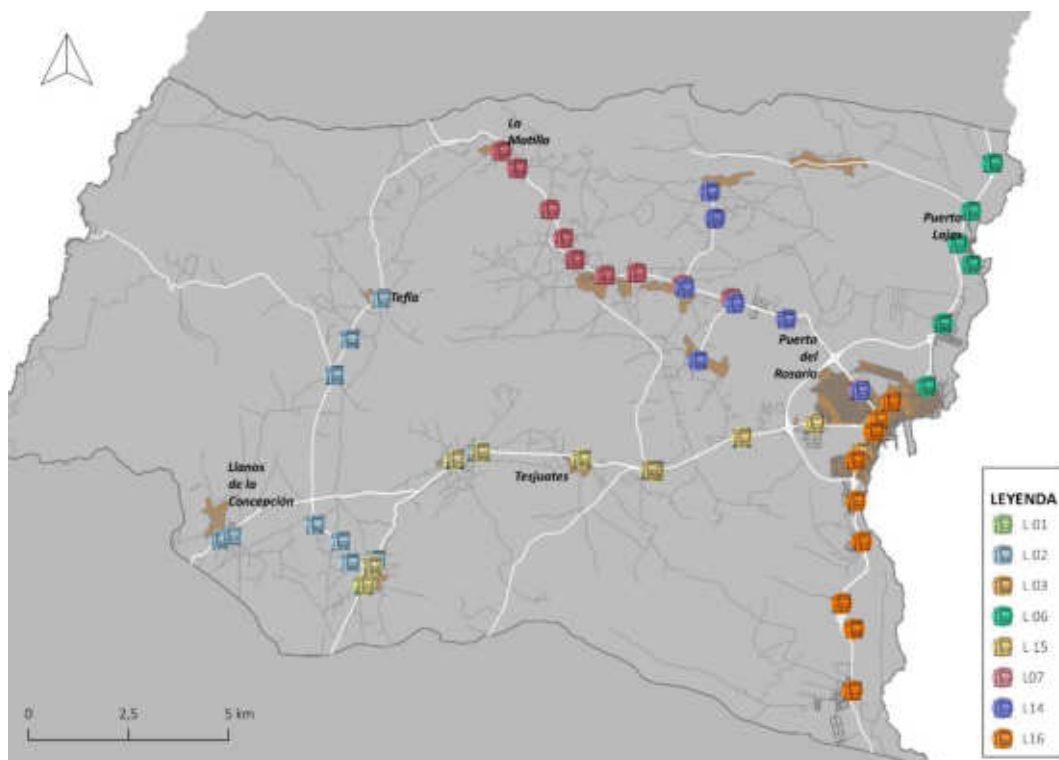 La
Matilla
Puerto
Lajas
Tefía
Puerto
del
Rosario
Llanos
de la
Concepción
Tesjuates
LEYENDA
L 01
L 02
L 03
L 06
L 15
L07
L14
L16
0
2,5
5 km